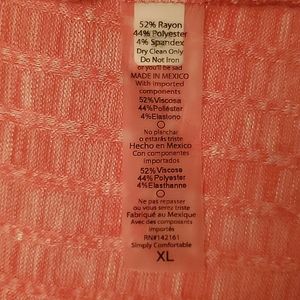 52% Rayon
44% Polyester
4% Spandex
Dry Clean Only
Do Not Iron
or you'll be sad
MADE IN MEXICO
With imported
components
52%Viscosa
44%Poliéster
4%Elastono
No planchar
o estarás triste
Hecho en Mexico
Con componentes
importados
52%Viscose
44%Polyester
4%Elasthanne
Ne pas repasser
ou vous serez triste
Fabriqué au Mexique
Avec des composants
importés
RN#142161
Simply Comfortable
XL